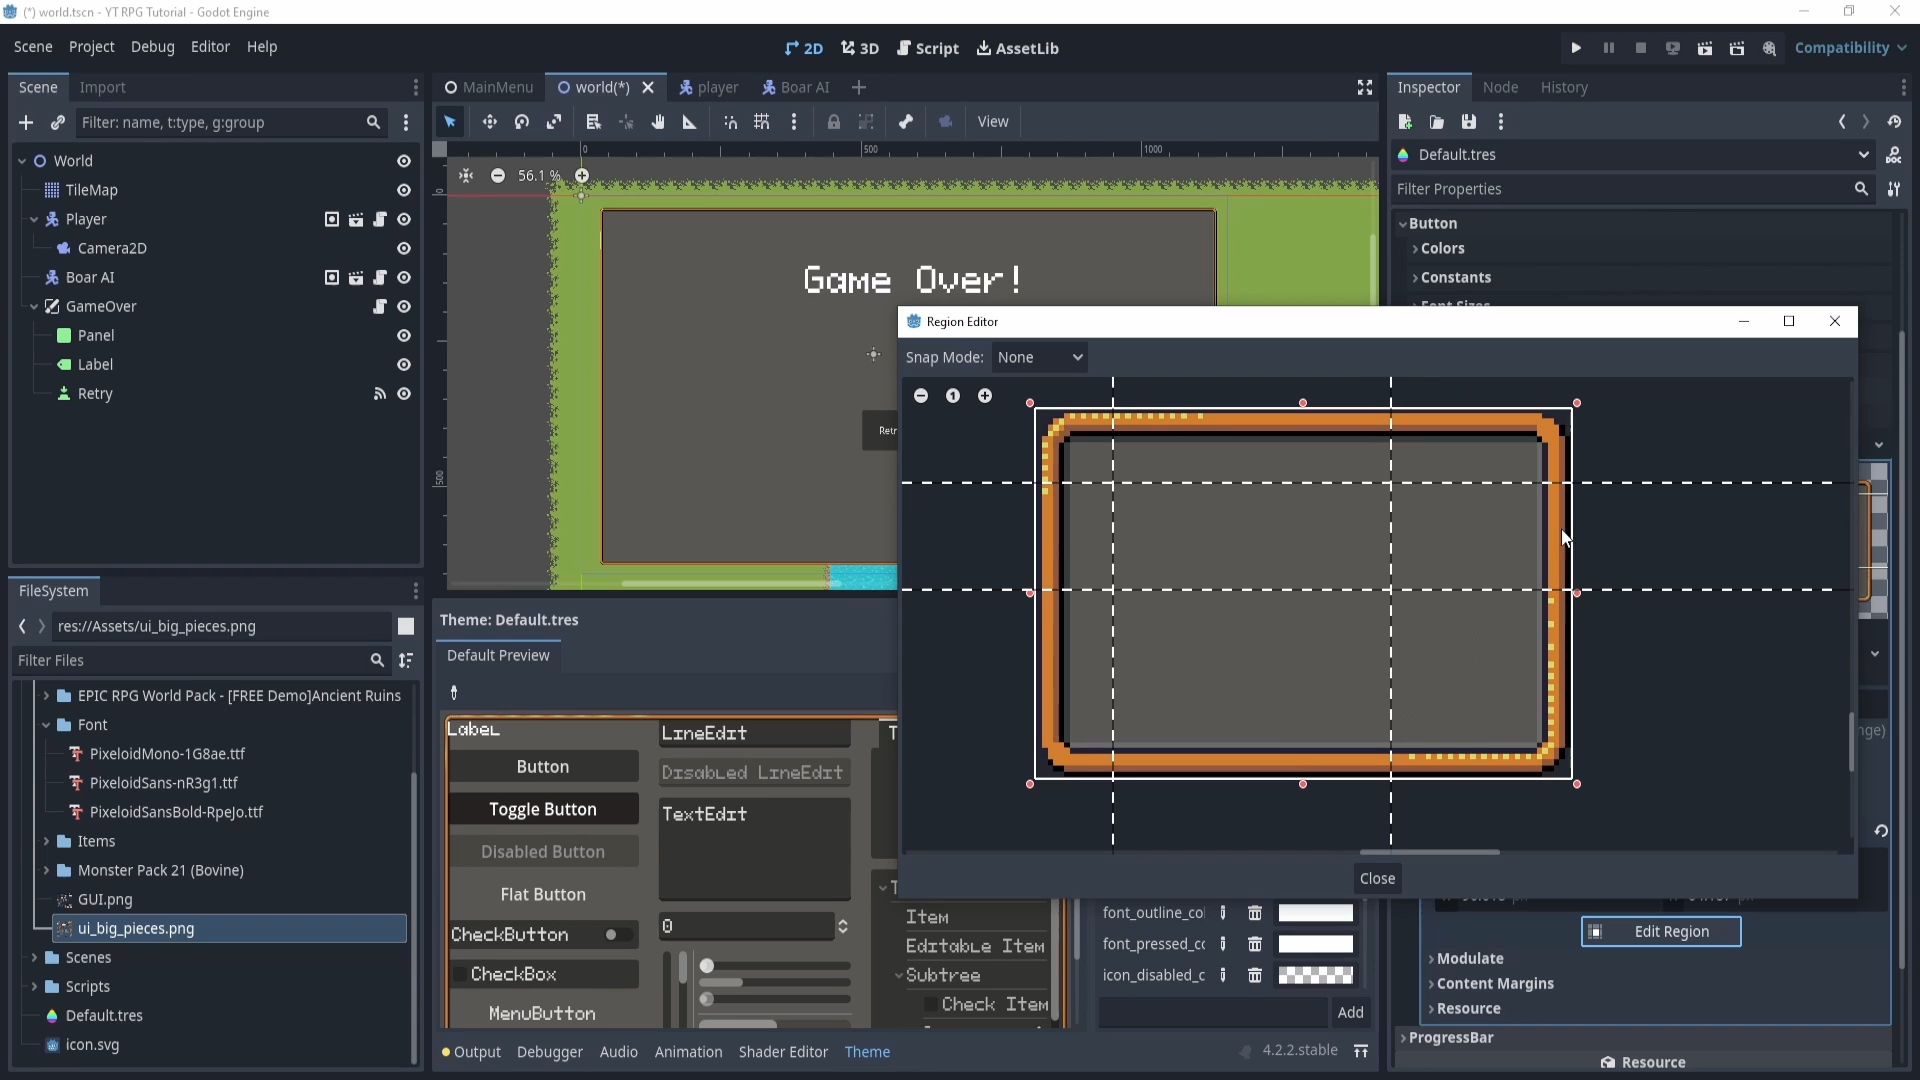 (*) world.tscn - YT RPG Tutorial - Godot Engine
Scene Project Debug Editor Help
2D 3D Script AssetLib
Compatibility
Scene Import
MainMenu world(*) player Boar AI
Inspector Node History
Filter: name, t:type, g:group
View
Default.tres
Filter Properties
World
TileMap
Player
Camera2D
Boar AI
GameOver
Panel
Label
Retry
0 500 1000
56.1 %
0
500
Game Over!
Retr
Button
Colors
Constants
Region Editor
Snap Mode: None
1
Close
FileSystem
res://Assets/ui_big_pieces.png
Filter Files
EPIC RPG World Pack - [FREE Demo]Ancient Ruins
Font
PixeloidMono-1G8ae.ttf
PixeloidSans-nR3g1.ttf
PixeloidSansBold-RpeJo.ttf
Items
Monster Pack 21 (Bovine)
GUI.png
ui_big_pieces.png
Scenes
Scripts
Default.tres
icon.svg
Theme: Default.tres
Default Preview
Label
Button
Toggle Button
Disabled Button
Flat Button
CheckButton
CheckBox
MenuButton
LineEdit
Disabled LineEdit
TextEdit
0
T
T
Item
Editable Item
Subtree
Check Item
font_outline_co
font_pressed_cc
icon_disabled_c
Add
nge)
Edit Region
Modulate
Content Margins
Resource
ProgressBar
Resource
Output Debugger Audio Animation Shader Editor Theme
4.2.2.stable